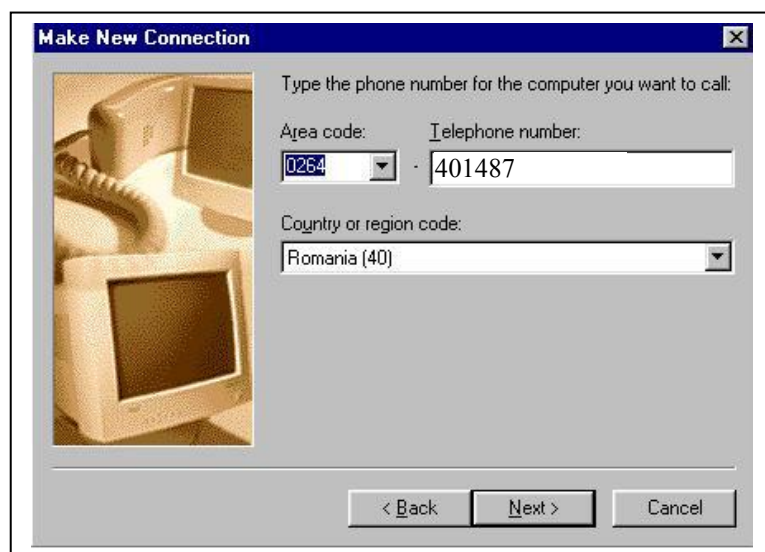 Make New Connection
Type the phone number for the computer you want to call:
Area code: Telephone number:
0264 - 401487
Country or region code:
Romania (40)
< Back Next > Cancel